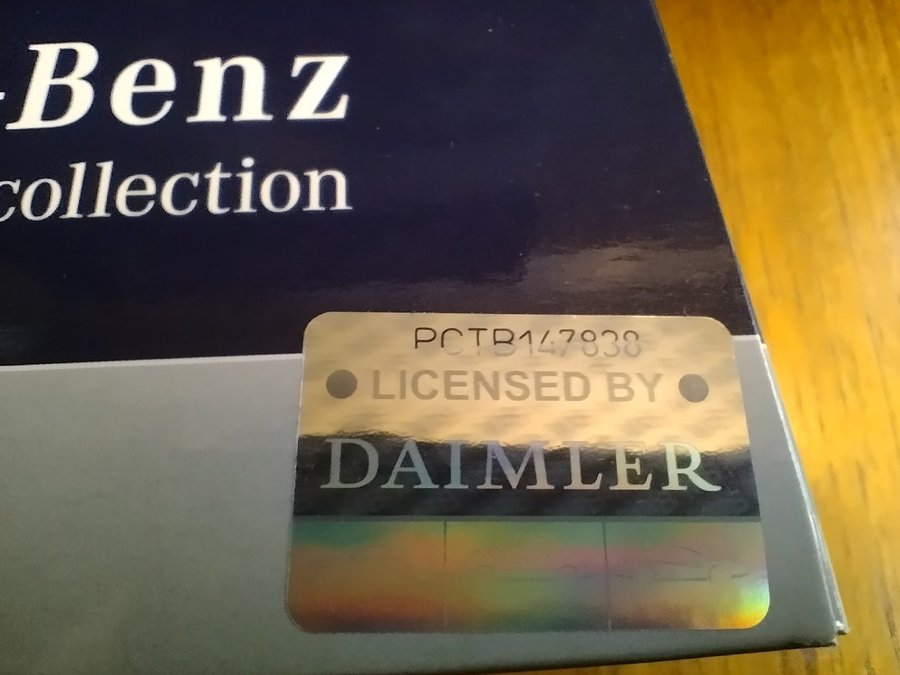 -Benz
collection
PCTB147838
LICENSED BY
DAIMLER